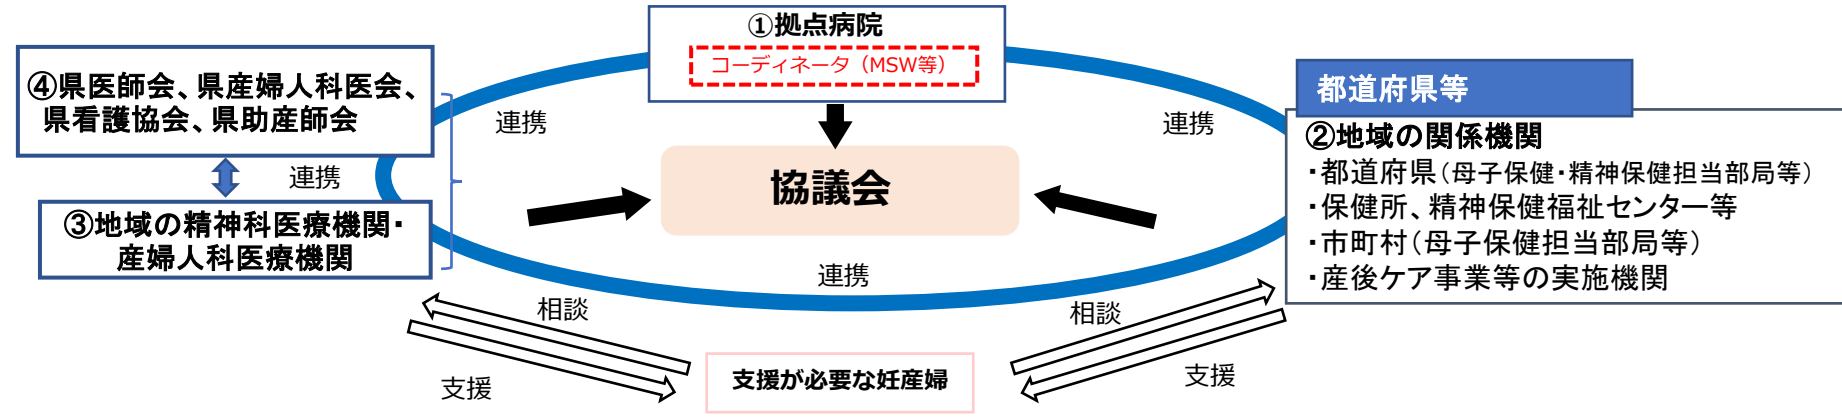 ①拠点病院
コーディネータ（MSW等）
④県医師会、県産婦人科医会、
県看護協会、県助産師会
連携
③地域の精神科医療機関・
産婦人科医療機関
連携
連携
協議会
都道府県等
②地域の関係機関
・都道府県（母子保健・精神保健担当部局等）
・保健所、精神保健福祉センター等
・市町村（母子保健担当部局等）
・産後ケア事業等の実施機関
連携
相談
支援
相談
支援
支援が必要な妊産婦